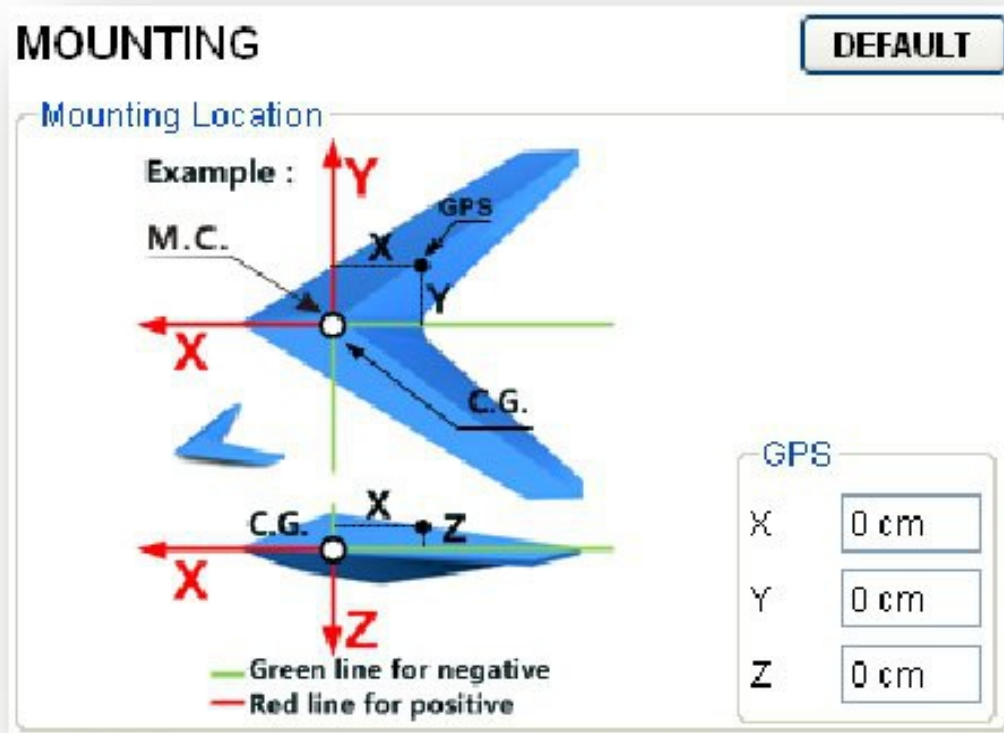 MOUNTING
DEFAULT
Mounting Location
Example :
Y
GPS
M.C.
X
Y
X
C.G.
GPS
X 0 cm
Y 0 cm
Z 0 cm
C.G.
X
Z
X
Z
Green line for negative
Red line for positive